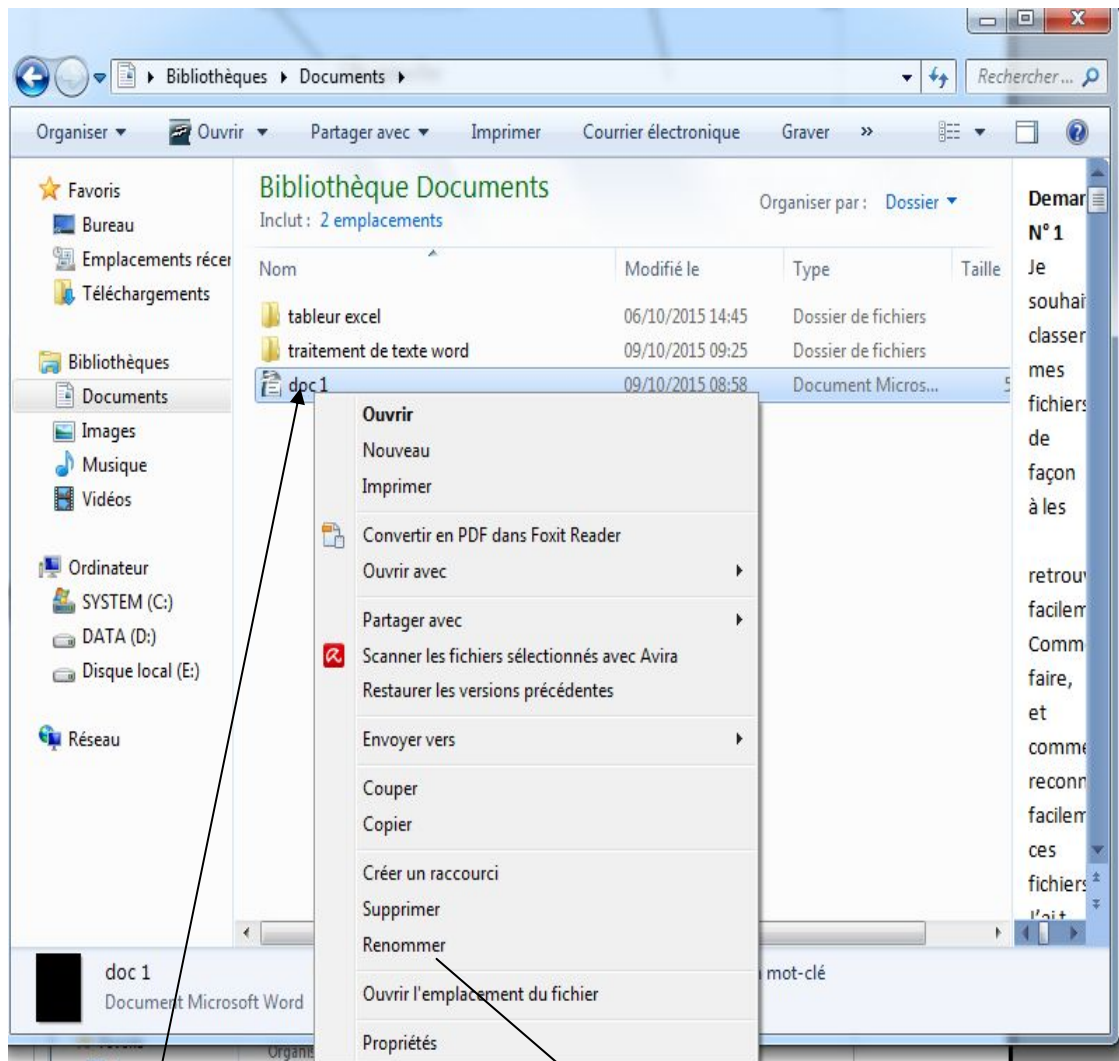 Bibliothèques Documents
Rechercher ...
Organiser Ouvrir Partager avec Imprimer Courrier électronique Graver »
Favoris
Bureau
Emplacements récer
Téléchargements
Bibliothèques
Documents
Images
Musique
Vidéos
Ordinateur
SYSTEM (C:)
DATA (D:)
Disque local (E:)
Réseau
Bibliothèque Documents
Inclut : 2 emplacements
Organiser par : Dossier
Nom Modifié le Type Taille
tableur excel 06/10/2015 14:45 Dossier de fichiers
traitement de texte word 09/10/2015 09:25 Dossier de fichiers
doc 1 09/10/2015 08:58 Document Micros... 5
Ouvrir
Nouveau
Imprimer
Convertir en PDF dans Foxit Reader
Ouvrir avec
Partager avec
Scanner les fichiers sélectionnés avec Avira
Restaurer les versions précédentes
Envoyer vers
Couper
Copier
Créer un raccourci
Supprimer
Renommer
Ouvrir l'emplacement du fichier
Propriétés
Demar
N° 1
Je
souhai
classer
mes
fichiers
de
façon
à les
retrouv
facilem
Comm
faire,
et
comme
reconn
facilem
ces
fichiers
doc 1
Document Microsoft Word
mot-clé